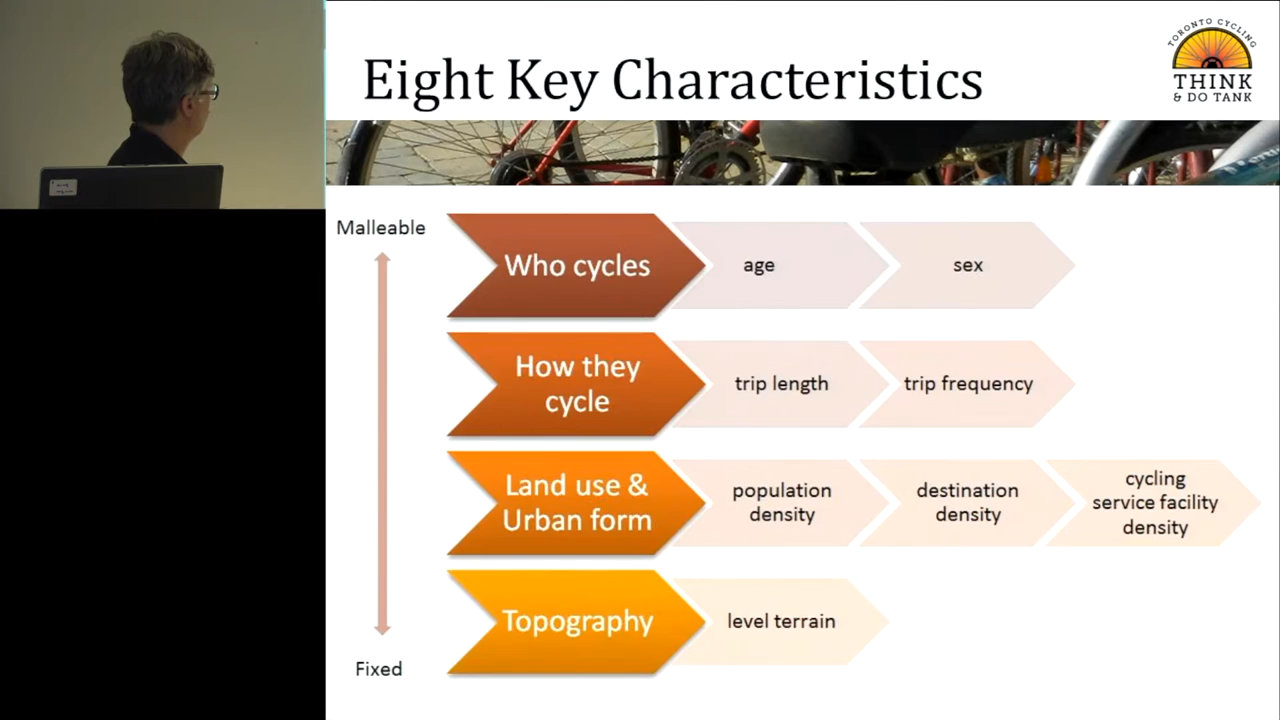 Eight Key Characteristics
TORONTO CYCLING
THINK
& DO TANK
Malleable
Who cycles
age
sex
How they
cycle
trip length
trip frequency
Land use &
Urban form
population
density
destination
density
cycling
service facility
density
Topography
level terrain
Fixed